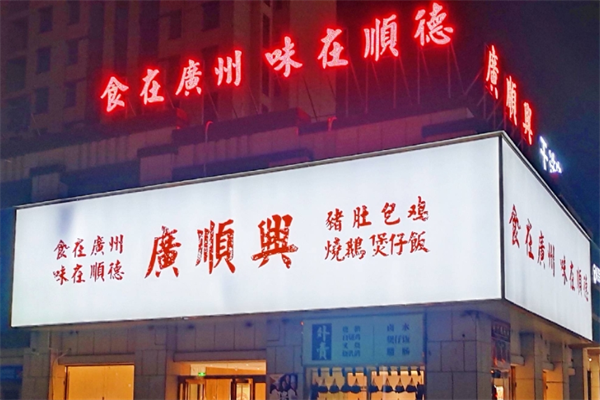 食在廣州 味在順德
廣順興
食在廣州
味在順德
廣順興
豬肚包鸡
燒鵝煲仔飯
食在廣州 味在順德